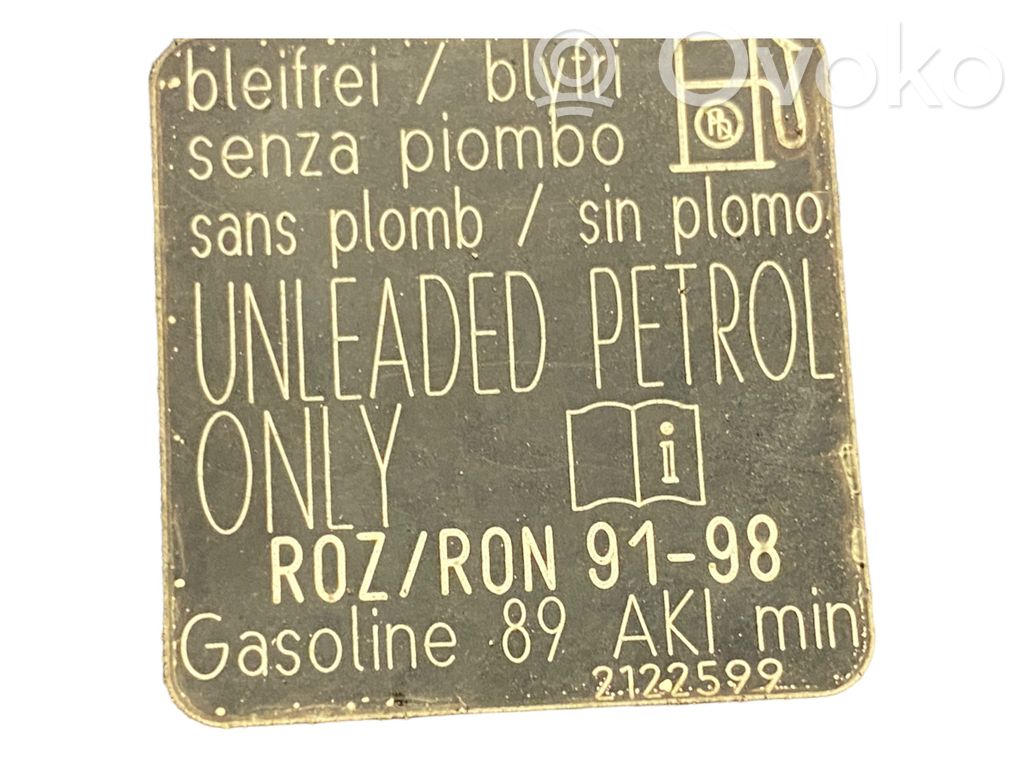 Ovoko
bleifrei / blyfri
senza piombo
sans plomb / sin plomo
UNLEADED PETROL
ONLY
i
ROZ/RON 91-98
Gasoline 89 AKI min
2122599